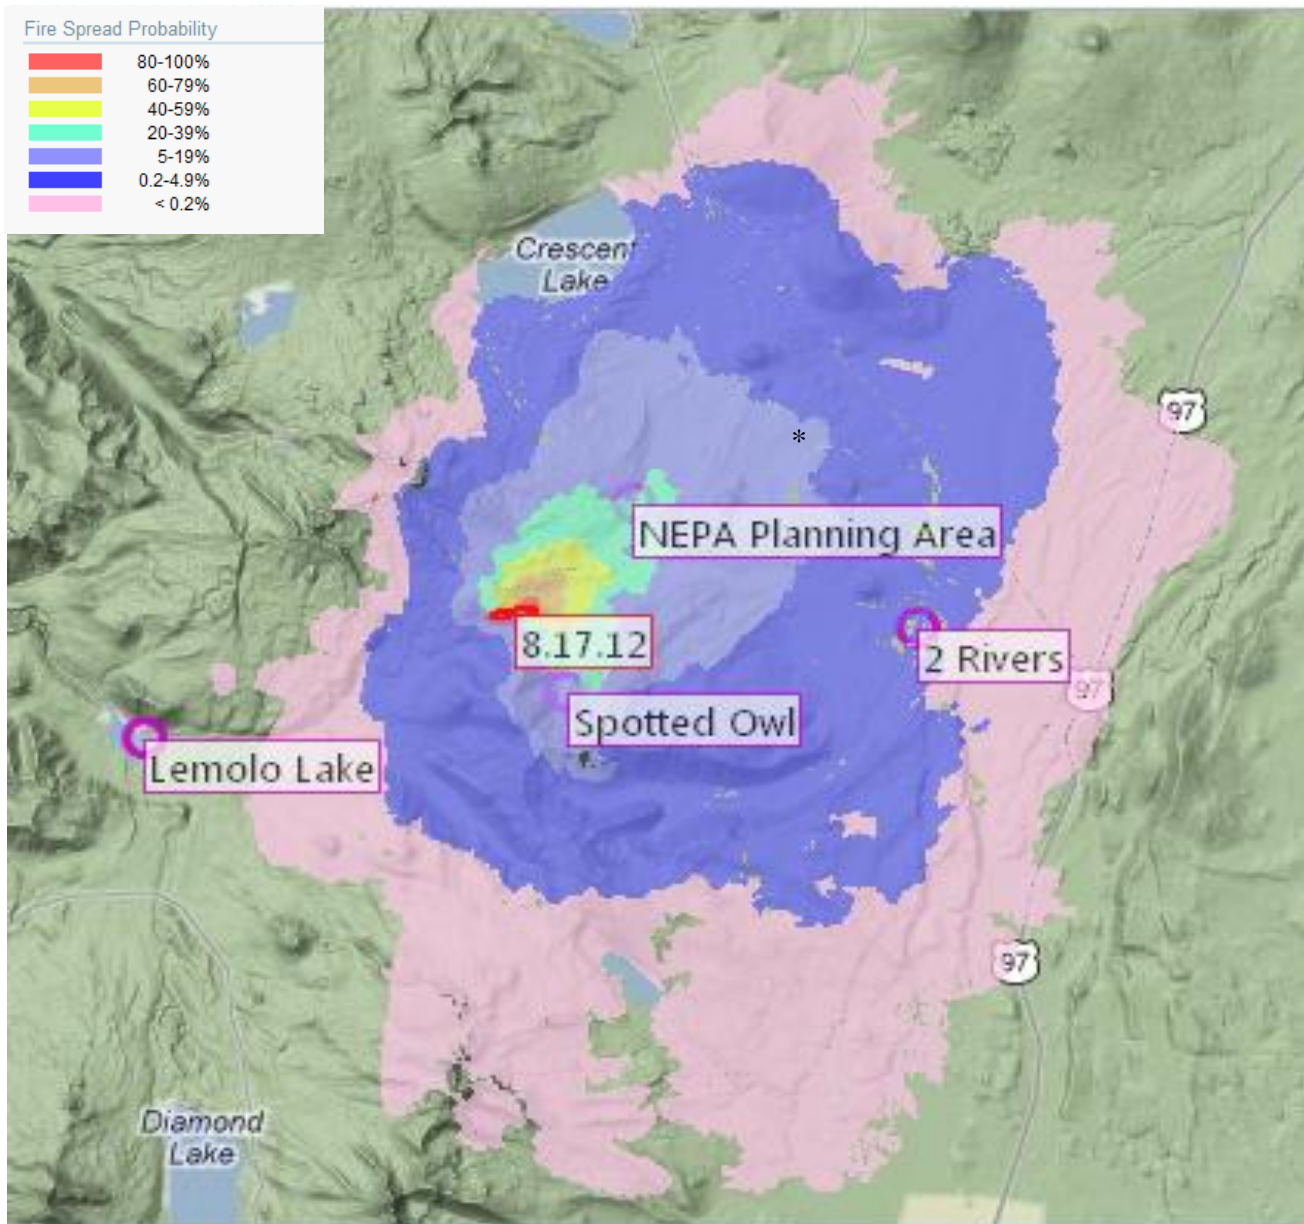 Fire Spread Probability
80-100%
60-79%
40-59%
20-39%
5-19%
0.2-4.9%
< 0.2%
Crescent
Lake
97
*
NEPA Planning Area
8.17.12
2 Rivers
97
Spotted Owl
Lemolo Lake
97
Diamond
Lake